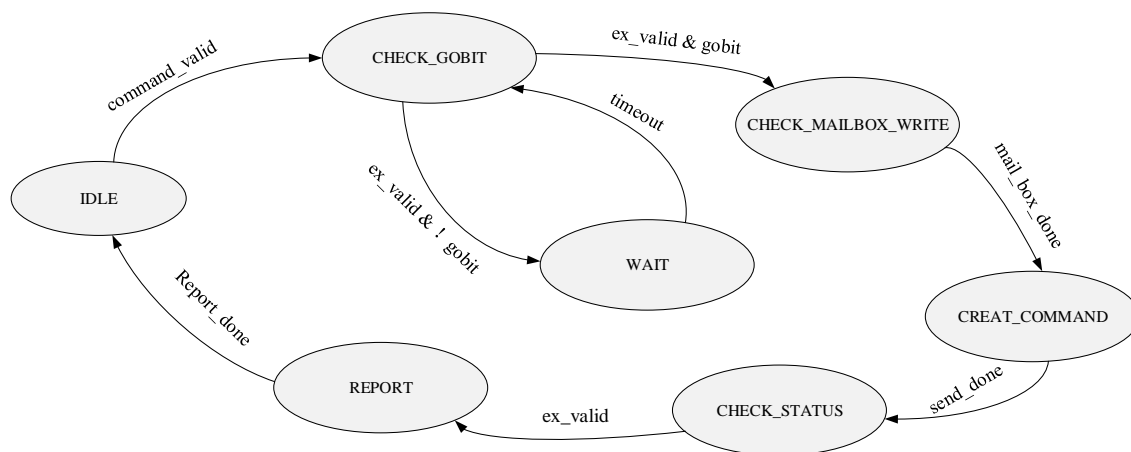 ex_valid & gobit
command_valid
CHECK_GOBIT
timeout
CHECK_MAILBOX_WRITE
mail_box_done
IDLE
ex_valid & ! gobit
WAIT
Report_done
CREAT_COMMAND
REPORT
send_done
CHECK_STATUS
ex_valid